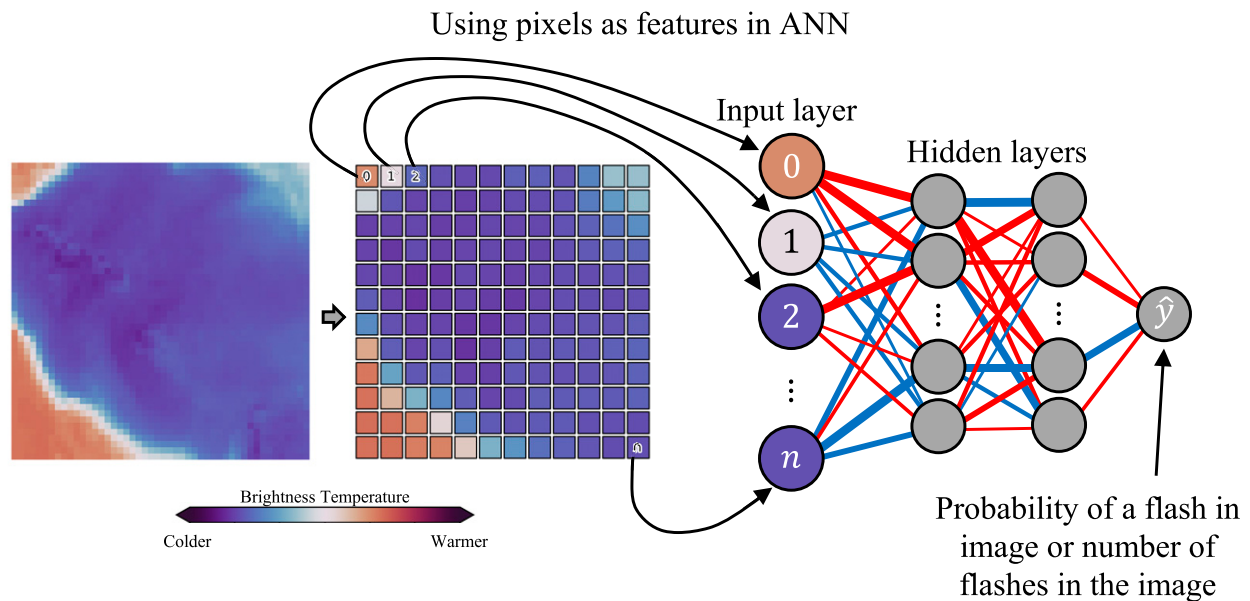 Using pixels as features in ANN
Input layer
Hidden layers
0 1 2
n
0
1
2
⋮
n
⋮
⋮
ŷ
Brightness Temperature
Colder Warmer
Probability of a flash in
image or number of
flashes in the image